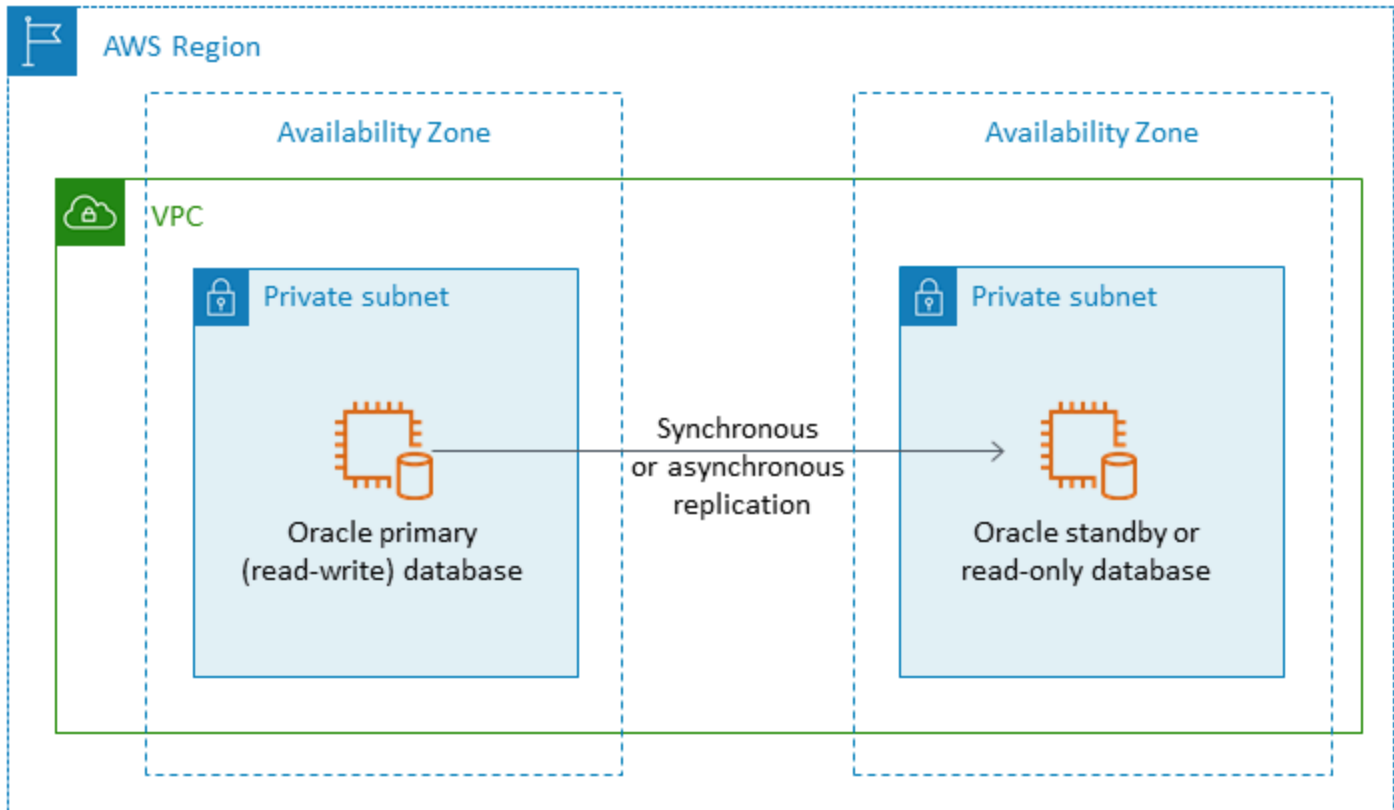 AWS Region
Availability Zone
Availability Zone
VPC
Private subnet
Private subnet
Synchronous
or asynchronous
replication
Oracle primary
(read-write) database
Oracle standby or
read-only database